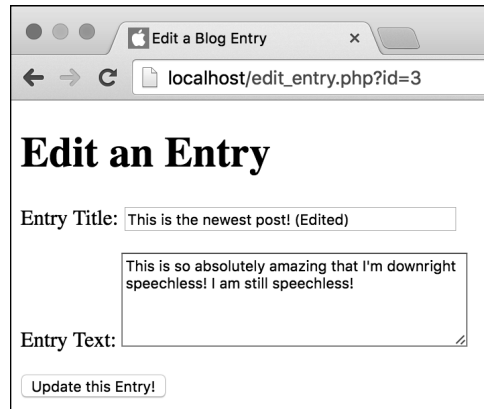 Edit a Blog Entry
localhost/edit_entry.php?id=3
Edit an Entry
Entry Title: This is the newest post! (Edited)
This is so absolutely amazing that I'm downright
speechless! I am still speechless!
Entry Text:
Update this Entry!